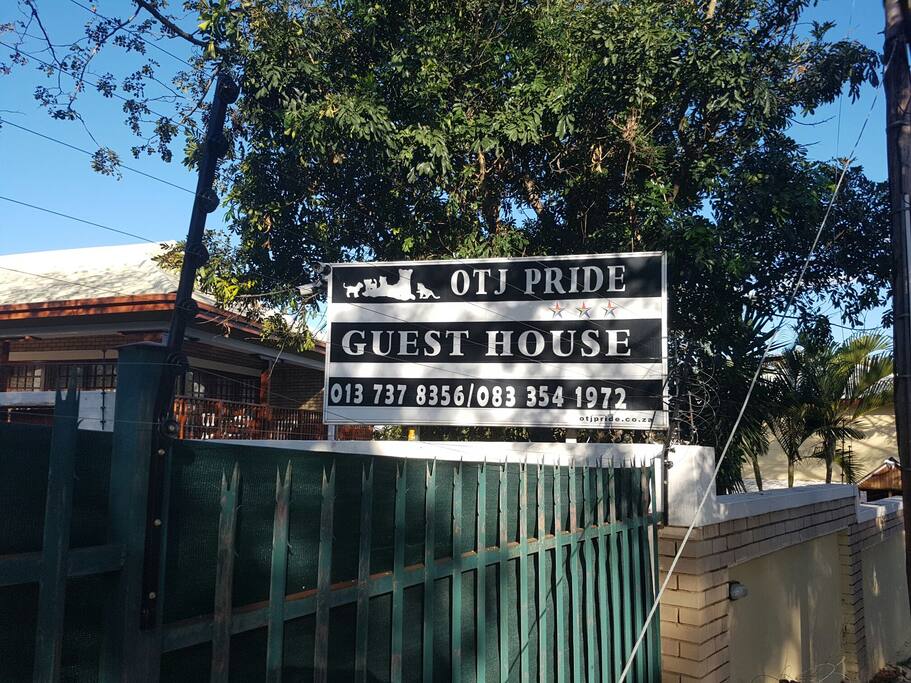 OTJ PRIDE
GUEST HOUSE
013 737 8356/083 354 1972
otjpride.co.za